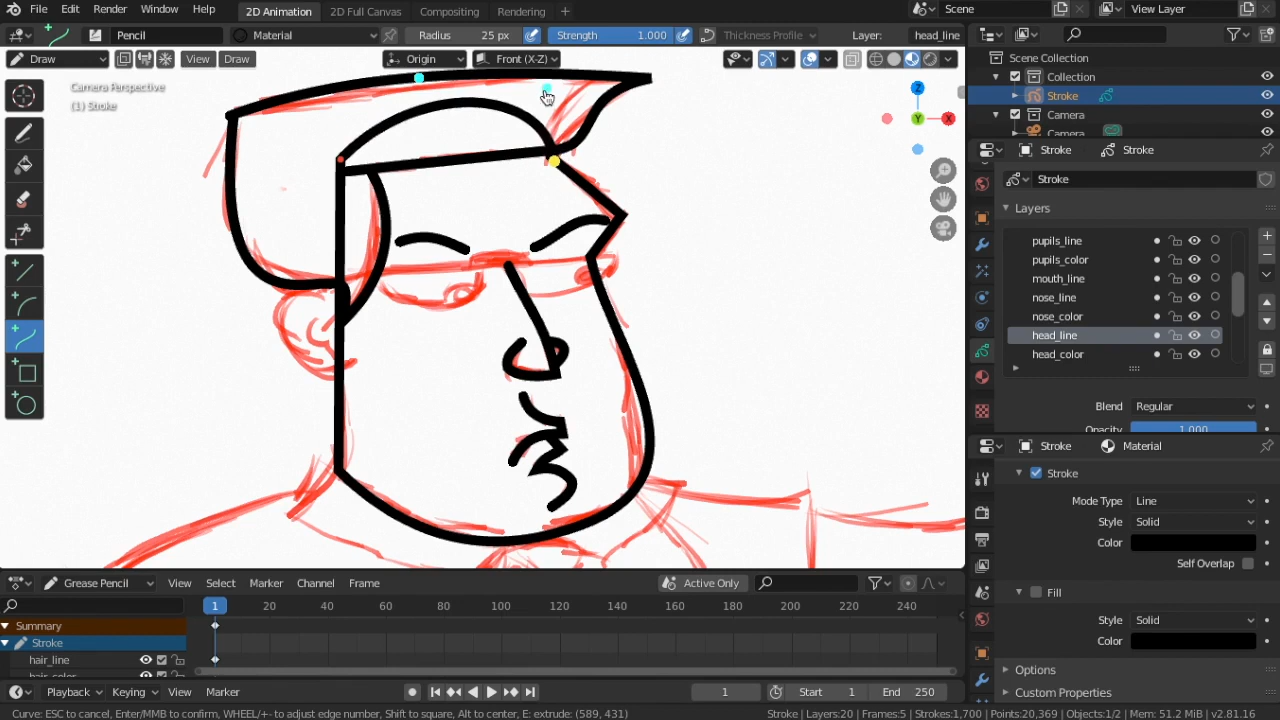 File Edit Render Window Help 2D Animation 2D Full Canvas Compositing Rendering Scene View Layer
Pencil Material Radius 25 px Strength 1.000 Thickness Profile Layer: head_line
Draw View Draw Origin Front (X-Z)
Camera Perspective
(1) Stroke
Z
Y
X
Scene Collection
Collection
Stroke
Camera
Camera
Stroke Stroke
Stroke
Layers
pupils_line
pupils_color
mouth_line
nose_line
nose_color
head_line
head_color
Blend Regular
Opacity 1.000
Stroke Material
Stroke
Mode Type Line
Style Solid
Color
Self Overlap
Fill
Style Solid
Color
Options
Custom Properties
Grease Pencil View Select Marker Channel Frame Active Only
1 20 40 60 80 100 120 140 160 180 200 220 240
Summary
Stroke
hair_line
hair_color
Playback Keying View Marker 1 Start 1 End 250
Curve: ESC to cancel, Enter/MMB to confirm, WHEEL/+- to adjust edge number, Shift to square, Alt to center, E: extrude: (589, 431) Stroke | Layers:20 | Frames:5 | Strokes:1,700 | Points:20,369 | Objects:1/2 | Mem: 51.2 MiB | v2.81.16